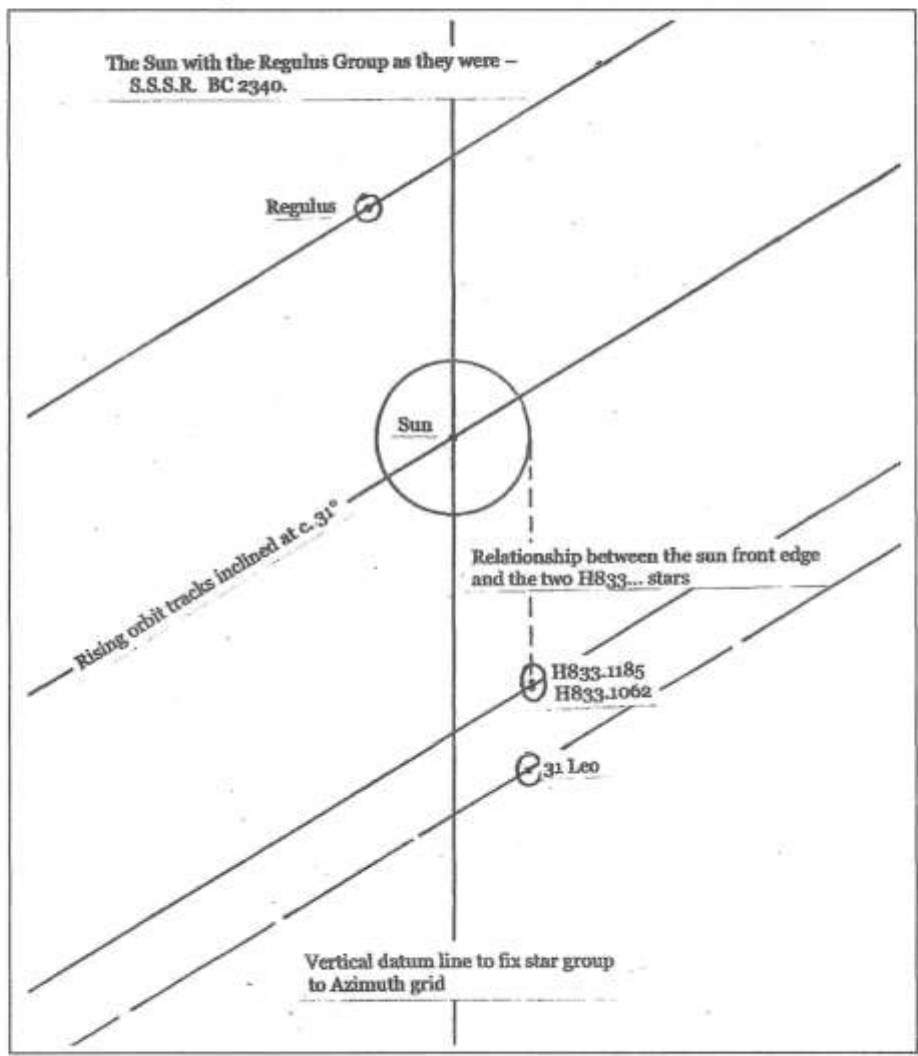 The Sun with the Regulus Group as they were –
S.S.S.R. BC 2340.
Regulus
Sun
Rising orbit tracks inclined at c. 31°
Relationship between the sun front edge
and the two H833... stars
H833.1185
H833.1062
31 Leo
Vertical datum line to fix star group
to Azimuth grid